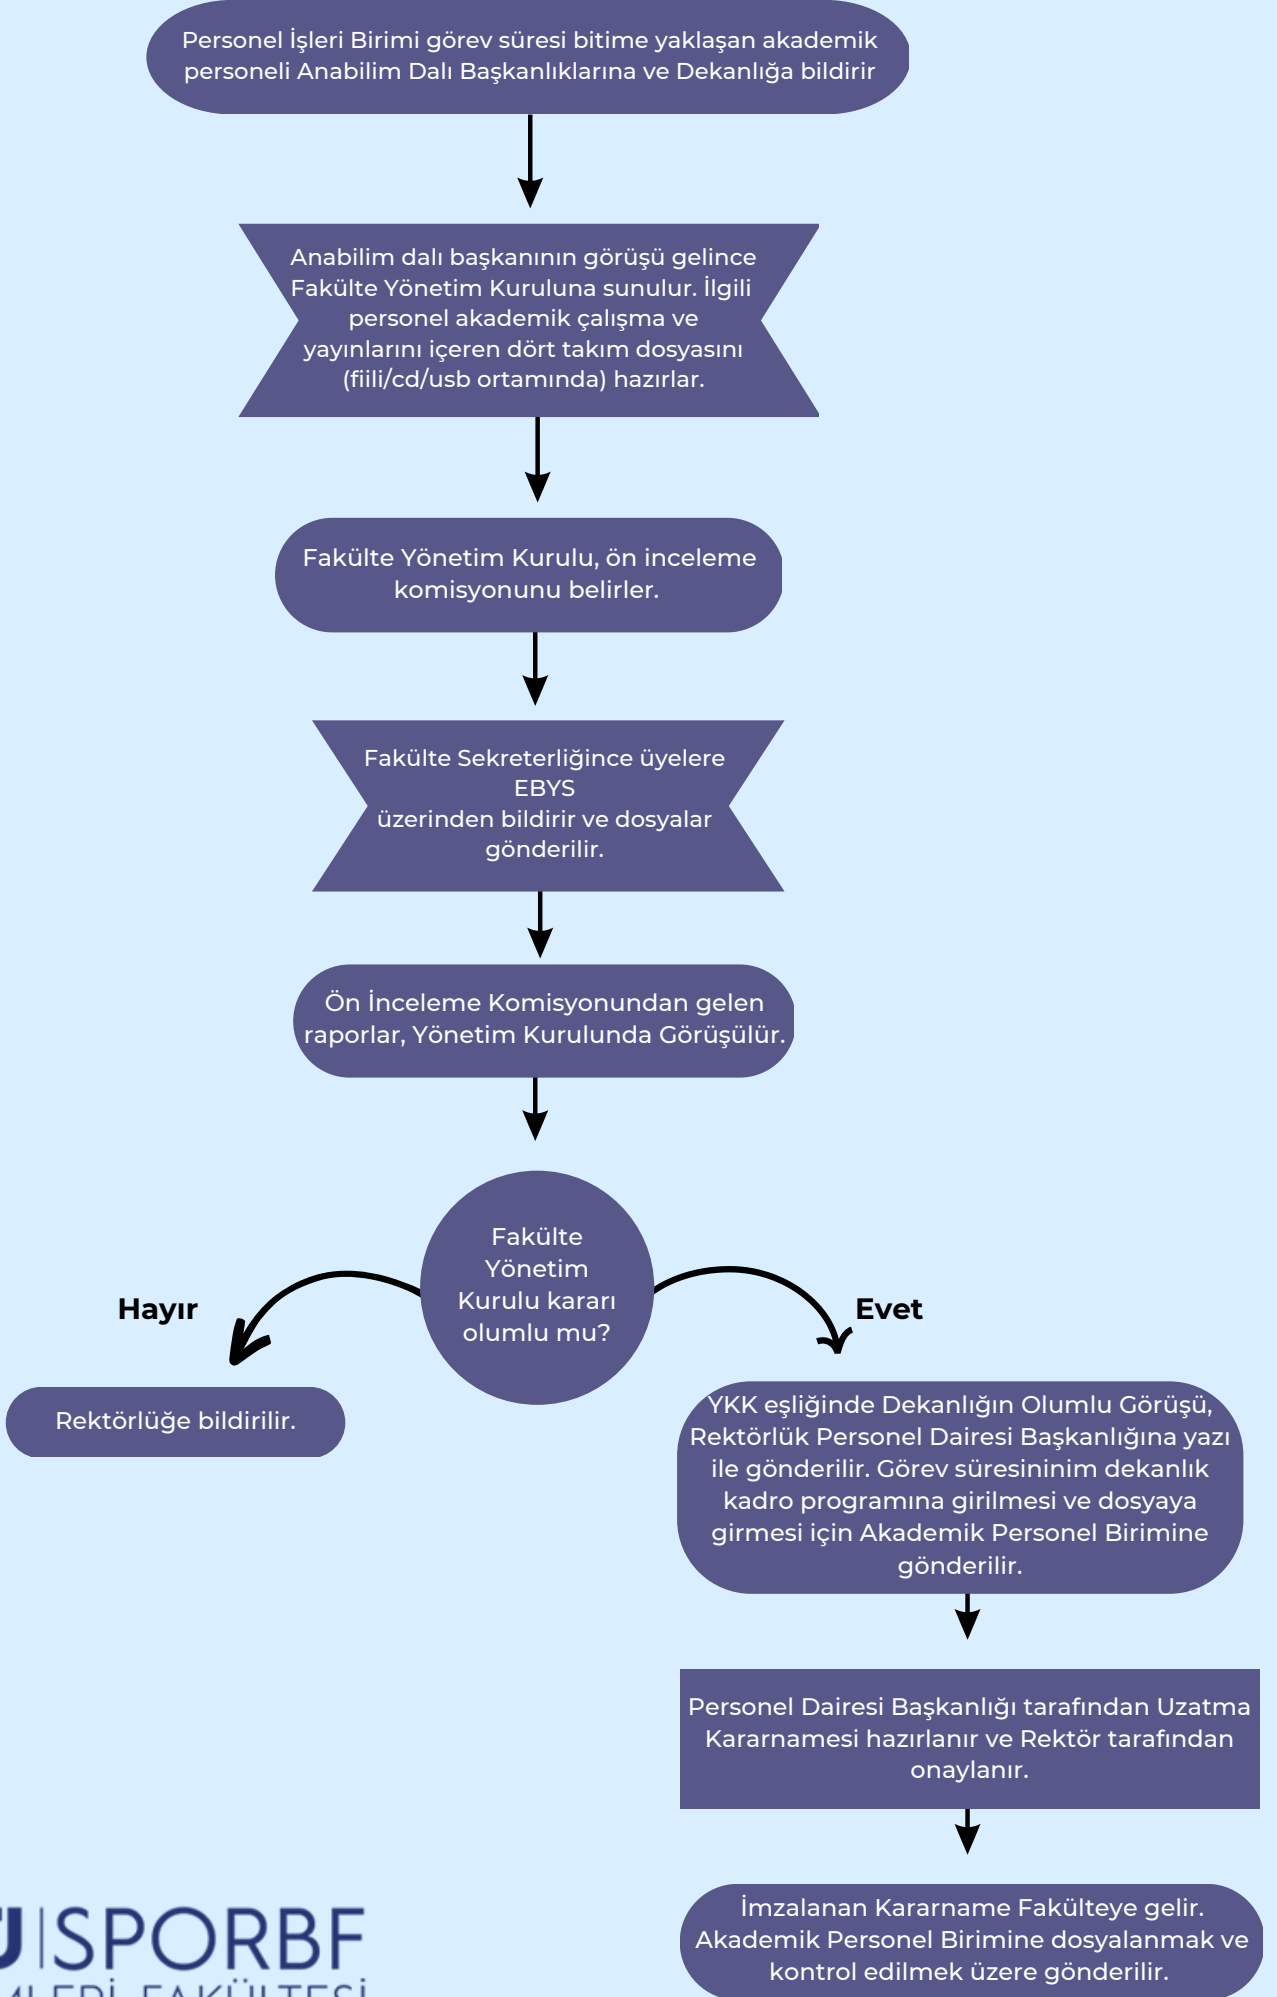 Personel İşleri Birimi görev süresi bitime yaklaşan akademik
personeli Anabilim Dalı Başkanlıklarına ve Dekanlığa bildirir
Anabilim dalı başkanının görüşü gelince
Fakülte Yönetim Kuruluna sunulur. İlgili
personel akademik çalışma ve
yayınlarını içeren dört takım dosyasını
(fiili/cd/usb ortamında) hazırlar.
Fakülte Yönetim Kurulu, ön inceleme
komisyonunu belirler.
Fakülte Sekreterliğince üyelere
EBYS
üzerinden bildirir ve dosyalar
gönderilir.
Ön İnceleme Komisyonundan gelen
raporlar, Yönetim Kurulunda Görüşülür.
Fakülte
Yönetim
Kurulu kararı
olumlu mu?
Hayır
Evet
Rektörlüğe bildirilir.
YKK eşliğinde Dekanlığın Olumlu Görüşü,
Rektörlük Personel Dairesi Başkanlığına yazı
ile gönderilir. Görev süresininim dekanlık
kadro programına girilmesi ve dosyaya
girmesi için Akademik Personel Birimine
gönderilir.
Personel Dairesi Başkanlığı tarafından Uzatma
Kararnamesi hazırlanır ve Rektör tarafından
onaylanır.
İmzalanan Kararname Fakülteye gelir.
Akademik Personel Birimine dosyalanmak ve
kontrol edilmek üzere gönderilir.
SPORBF
FAKÜLTESİ